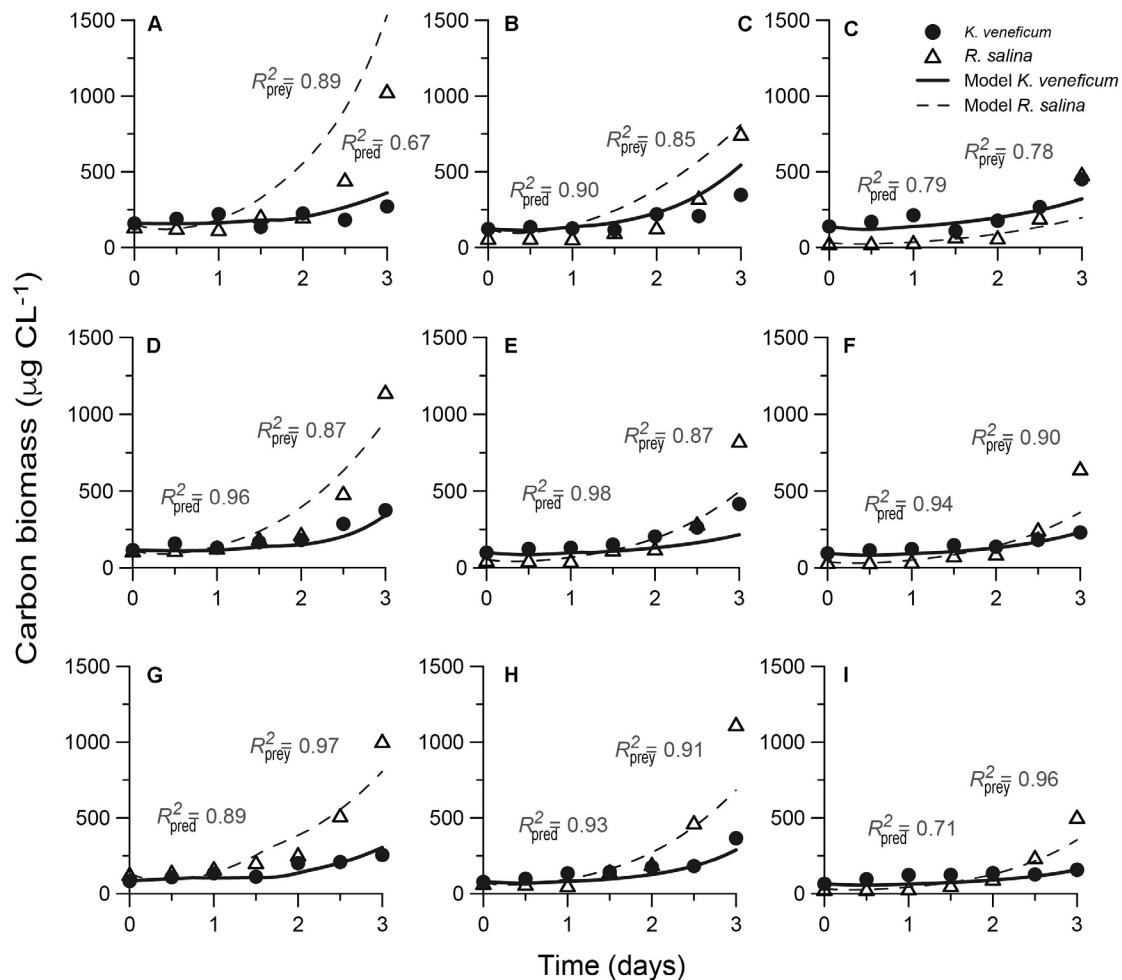 A
B
C
C
K. veneficum
R. salina
Model K. veneficum
Model R. salina
1500
1000
500
0
R²prey = 0.89
R²pred = 0.67
0 1 2 3
1500
1000
500
0
R²prey = 0.85
R²pred = 0.90
0 1 2 3
1500
1000
500
0
R²prey = 0.78
R²pred = 0.79
0 1 2 3
Carbon biomass (µg CL⁻¹)
D
1500
1000
500
0
R²prey = 0.87
R²pred = 0.96
0 1 2 3
E
1500
1000
500
0
R²prey = 0.87
R²pred = 0.98
0 1 2 3
F
1500
1000
500
0
R²prey = 0.90
R²pred = 0.94
0 1 2 3
G
1500
1000
500
0
R²prey = 0.97
R²pred = 0.89
0 1 2 3
H
1500
1000
500
0
R²prey = 0.91
R²pred = 0.93
0 1 2 3
I
1500
1000
500
0
R²prey = 0.96
R²pred = 0.71
0 1 2 3
Time (days)